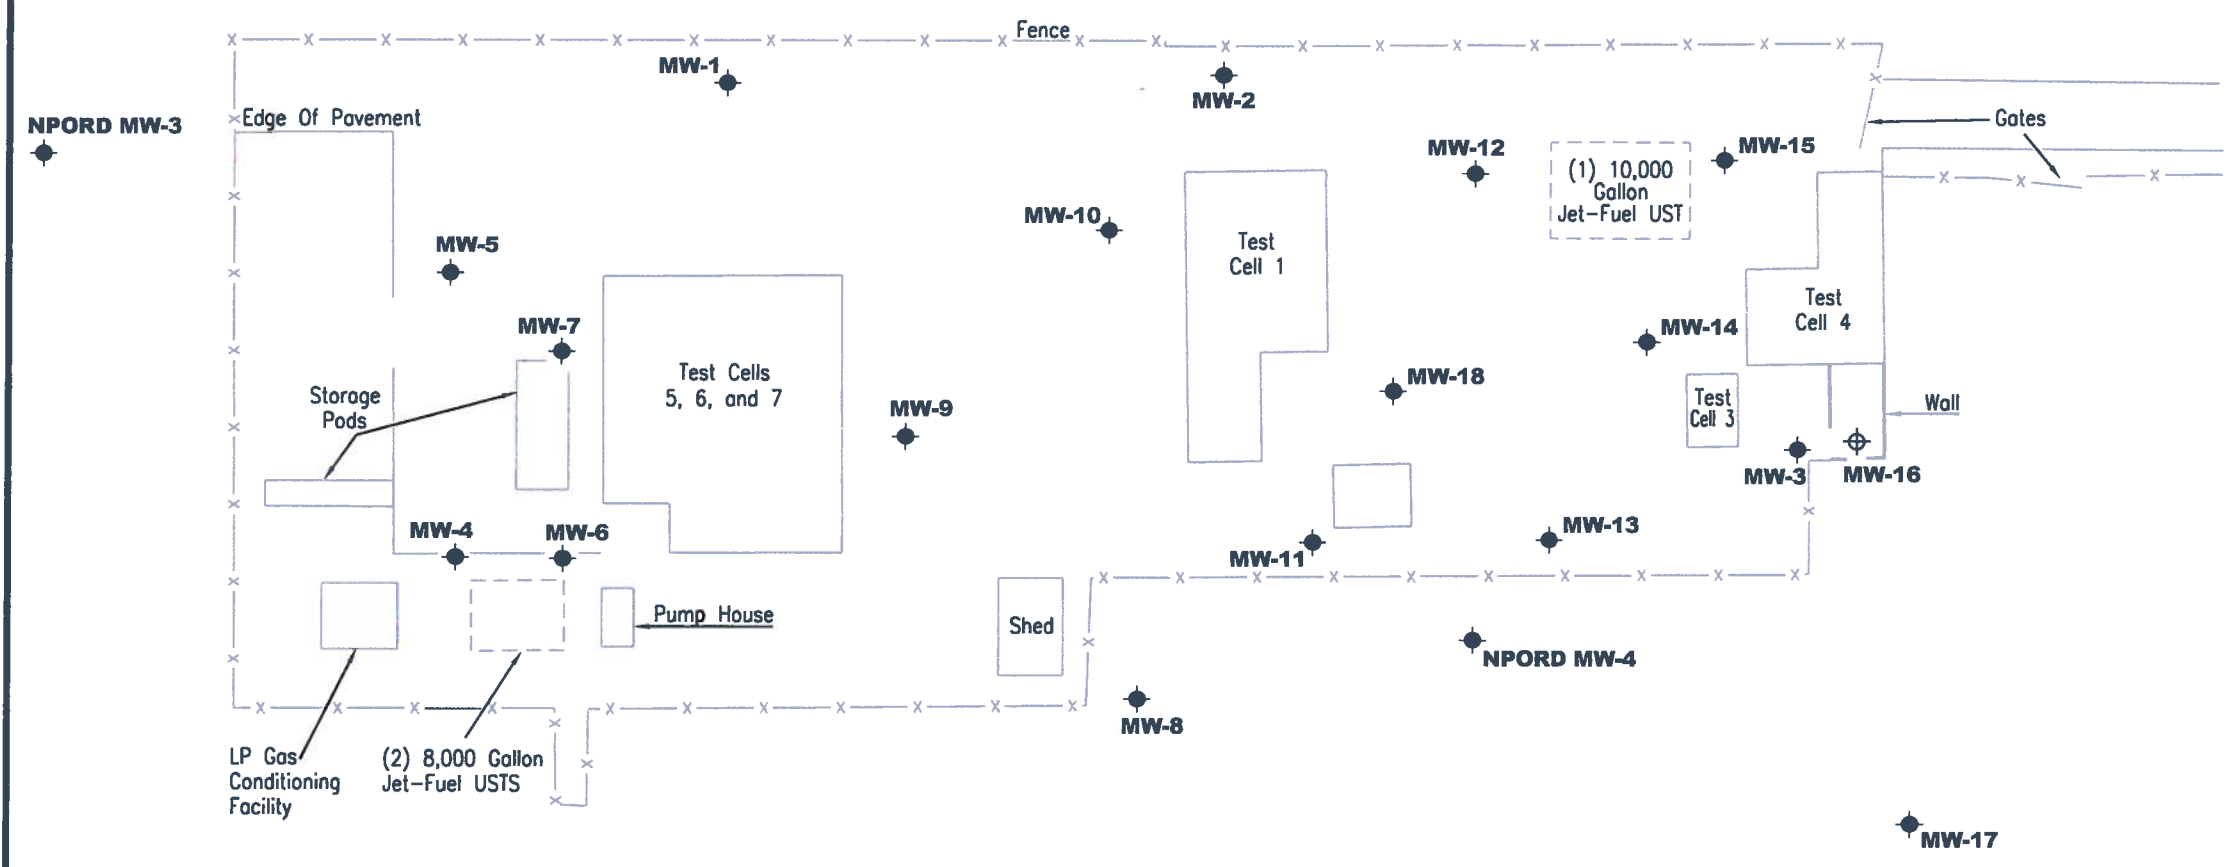 Fence
MW-1
MW-2
Edge Of Pavement
NPORD MW-3
Gates
MW-12
MW-15
(1) 10,000
Gallon
Jet-Fuel UST
MW-10
MW-5
Test
Cell 1
Test
Cell 4
MW-7
MW-14
Test Cells
5, 6, and 7
MW-18
Storage
Pods
MW-9
Test
Cell 3
Wall
MW-3
MW-16
MW-4
MW-6
MW-13
MW-11
Pump House
Shed
NPORD MW-4
MW-8
LP Gas
Conditioning
Facility
(2) 8,000 Gallon
Jet-Fuel USTS
MW-17